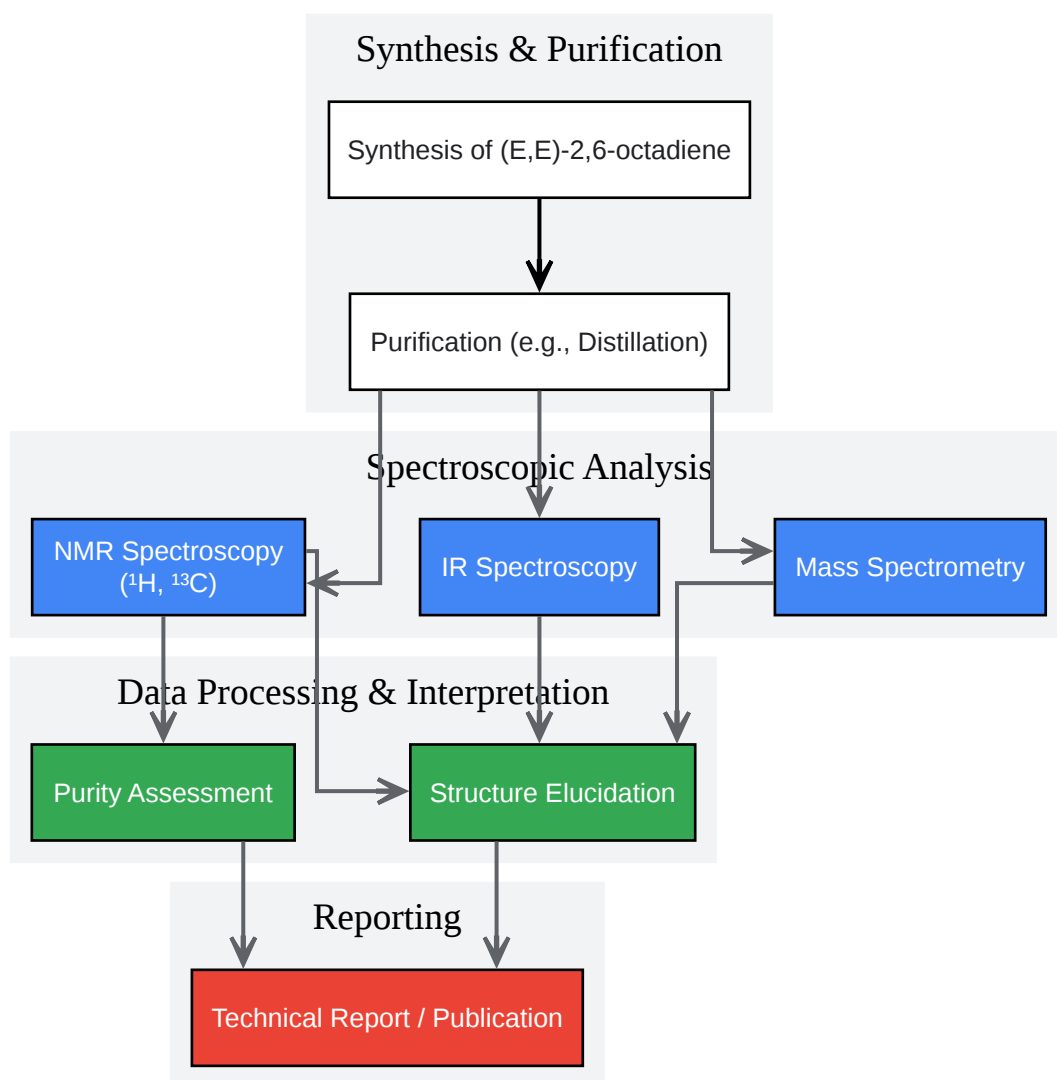 Synthesis & Purification
Synthesis of (E,E)-2,6-octadiene
Purification (e.g., Distillation)
Spectroscopic Analysis
NMR Spectroscopy
(¹H, ¹³C)
IR Spectroscopy
Mass Spectrometry
Data Processing & Interpretation
Purity Assessment
Structure Elucidation
Reporting
Technical Report / Publication